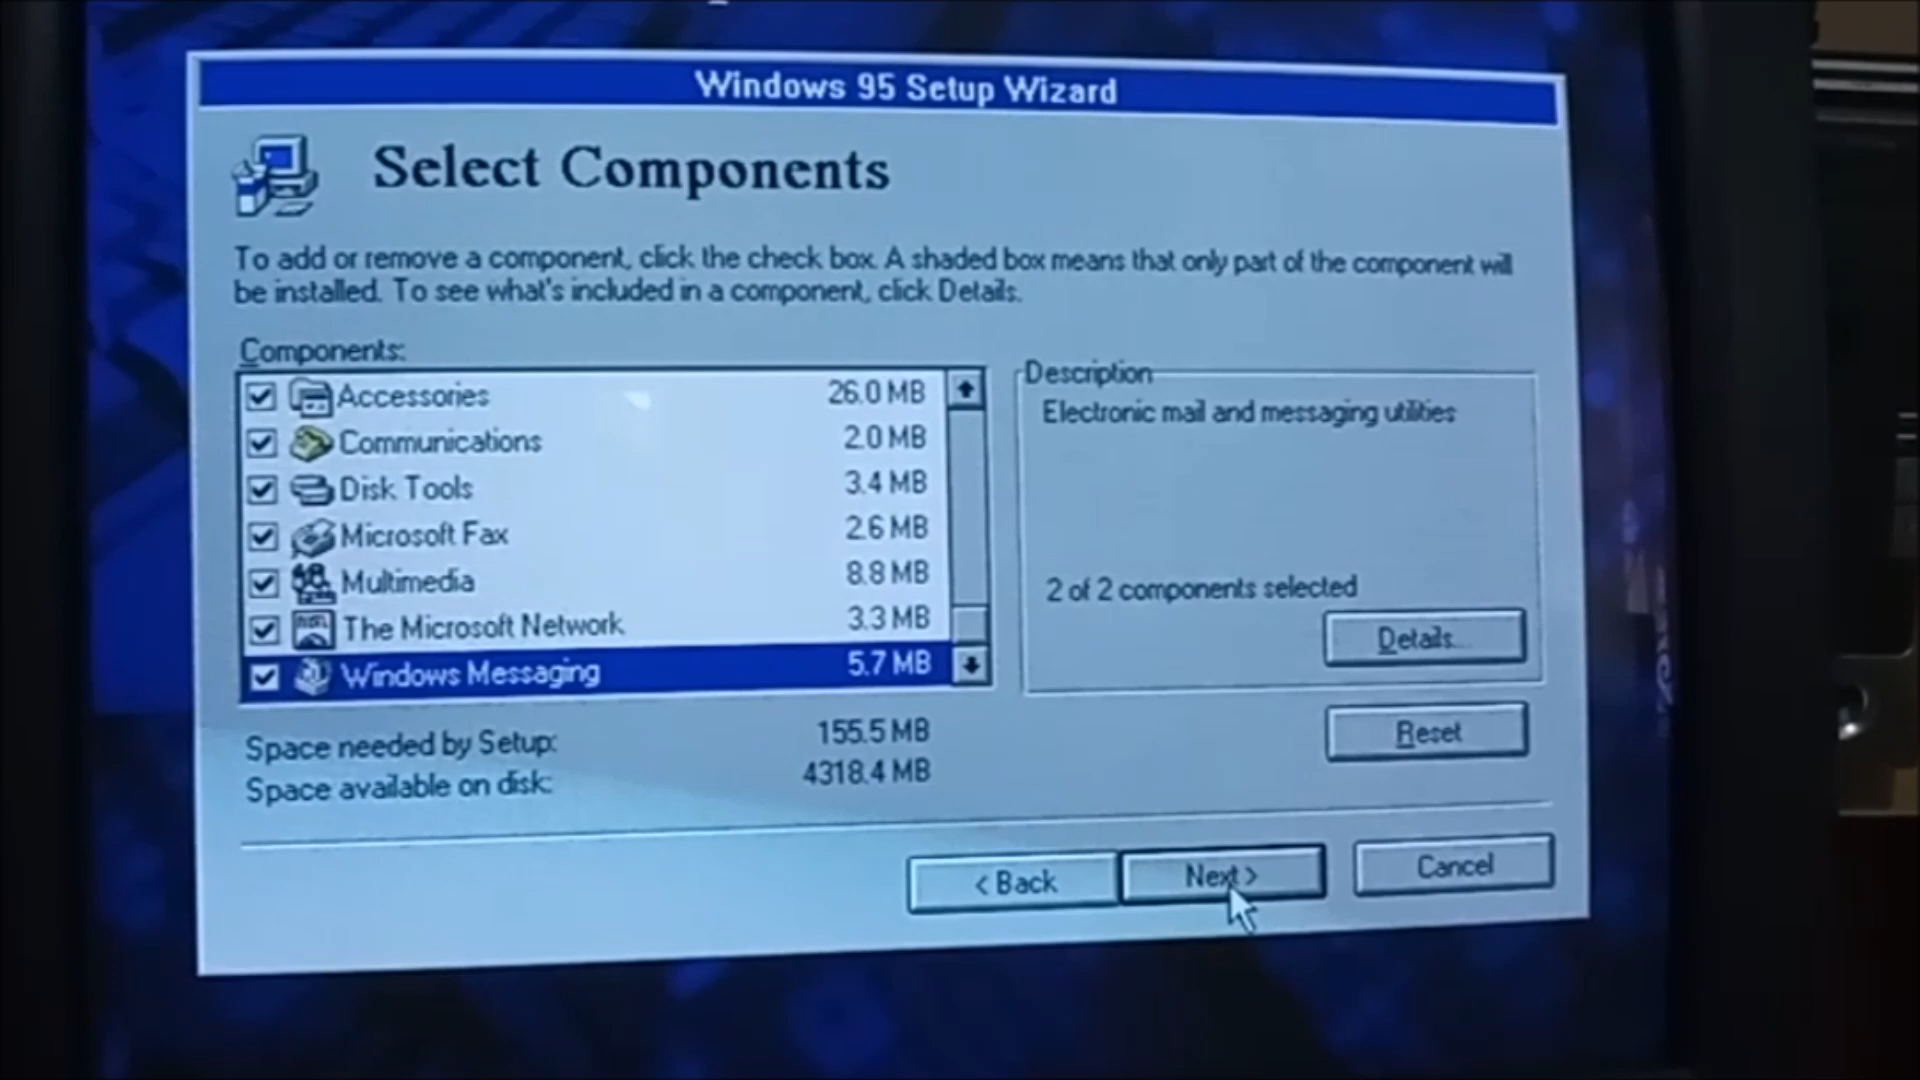 Windows 95 Setup Wizard
Select Components
To add or remove a component, click the check box. A shaded box means that only part of the component will
be installed. To see what's included in a component, click Details.
Components:
Accessories 26.0 MB
Communications 2.0 MB
Disk Tools 3.4 MB
Microsoft Fax 2.6 MB
Multimedia 8.8 MB
The Microsoft Network 3.3 MB
Windows Messaging 5.7 MB
Description
Electronic mail and messaging utilities
2 of 2 components selected
Details...
Space needed by Setup: 155.5 MB
Space available on disk: 4318.4 MB
Reset
< Back
Next >
Cancel